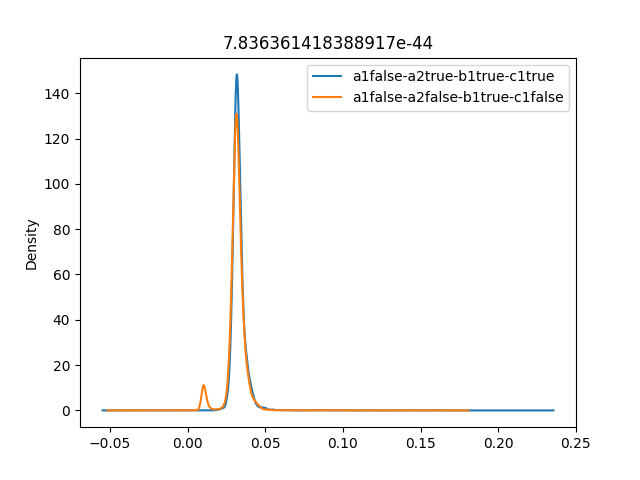 7.836361418388917e-44
a1false-a2true-b1true-c1true
a1false-a2false-b1true-c1false
Density
140
120
100
80
60
40
20
0
−0.05 0.00 0.05 0.10 0.15 0.20 0.25